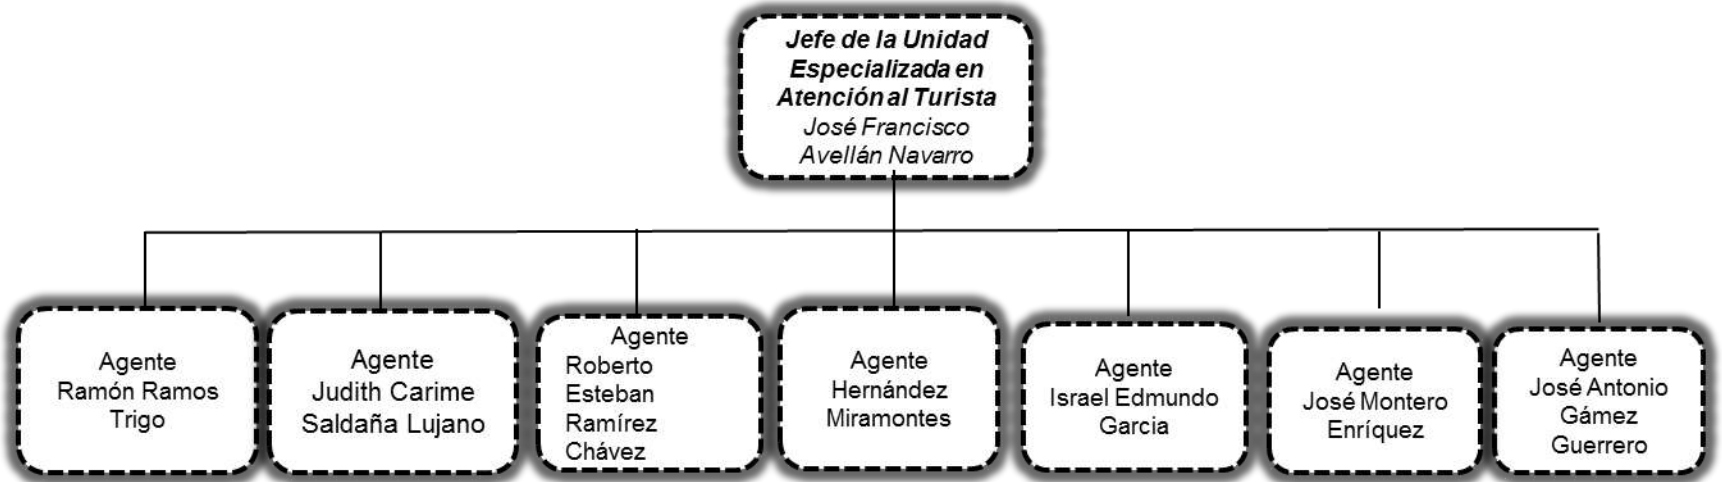 Jefe de la Unidad
Especializada en
Atención al Turista
José Francisco
Avellán Navarro
Agente
Ramón Ramos
Trigo
Agente
Judith Carime
Saldaña Lujano
Agente
Roberto
Esteban
Ramírez
Chávez
Agente
Hernández
Miramontes
Agente
Israel Edmundo
Garcia
Agente
José Montero
Enríquez
Agente
José Antonio
Gámez
Guerrero